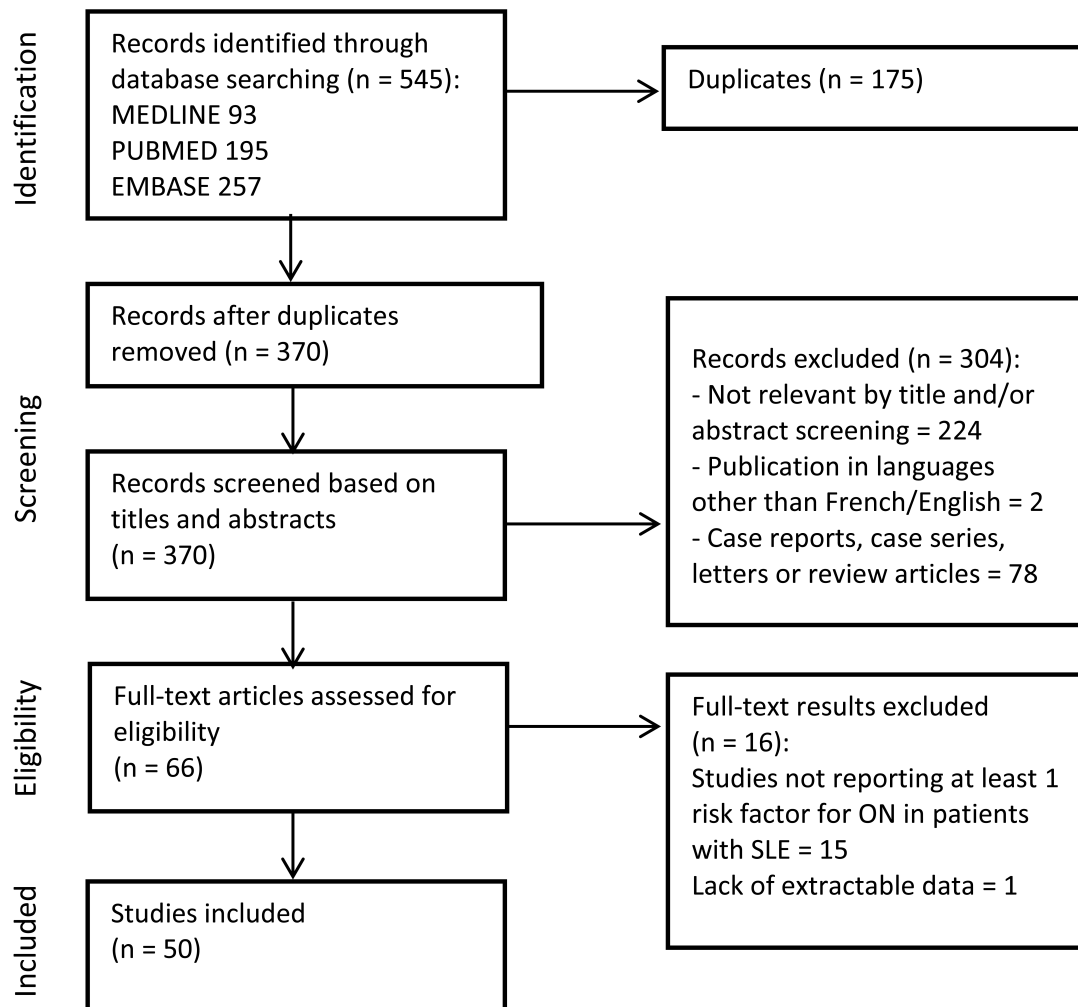 Identification
Records identified through
database searching (n = 545):
MEDLINE 93
PUBMED 195
EMBASE 257
Duplicates (n = 175)
Screening
Records after duplicates
removed (n = 370)
Records screened based on
titles and abstracts
(n = 370)
Records excluded (n = 304):
- Not relevant by title and/or
abstract screening = 224
- Publication in languages
other than French/English = 2
- Case reports, case series,
letters or review articles = 78
Eligibility
Full-text articles assessed for
eligibility
(n = 66)
Full-text results excluded
(n = 16):
Studies not reporting at least 1
risk factor for ON in patients
with SLE = 15
Lack of extractable data = 1
Included
Studies included
(n = 50)